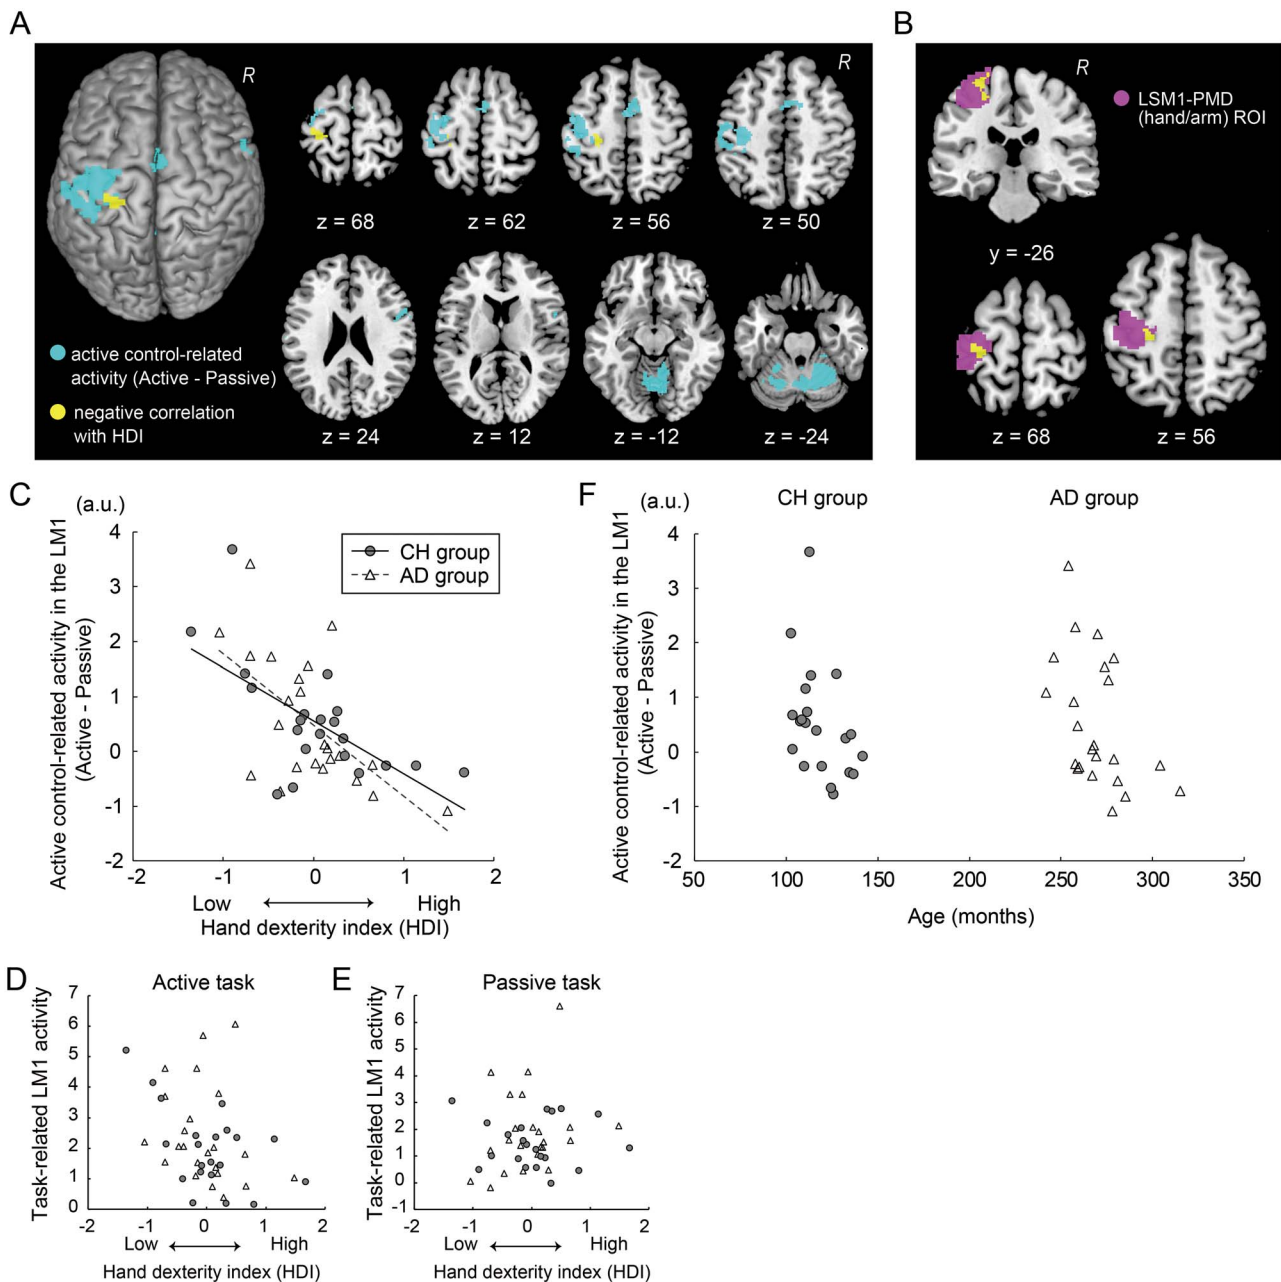 A
R
R
z = 68
z = 62
z = 56
z = 50
active control-related
activity (Active - Passive)
negative correlation
with HDI
z = 24
z = 12
z = -12
z = -24
B
R
LSM1-PMD
(hand/arm) ROI
y = -26
z = 68
z = 56
C
(a.u.)
Active control-related activity in the LM1
(Active - Passive)
4
3
2
1
0
-1
-2
CH group
AD group
-2
-1
0
1
2
Low
High
Hand dexterity index (HDI)
F
(a.u.)
CH group
AD group
Active control-related activity in the LM1
(Active - Passive)
4
3
2
1
0
-1
-2
50
100
150
200
250
300
350
Age (months)
D
Active task
Task-related LM1 activity
7
6
5
4
3
2
1
0
-2
-1
0
1
2
Low
High
Hand dexterity index (HDI)
E
Passive task
Task-related LM1 activity
7
6
5
4
3
2
1
0
-1
-2
-1
0
1
2
Low
High
Hand dexterity index (HDI)